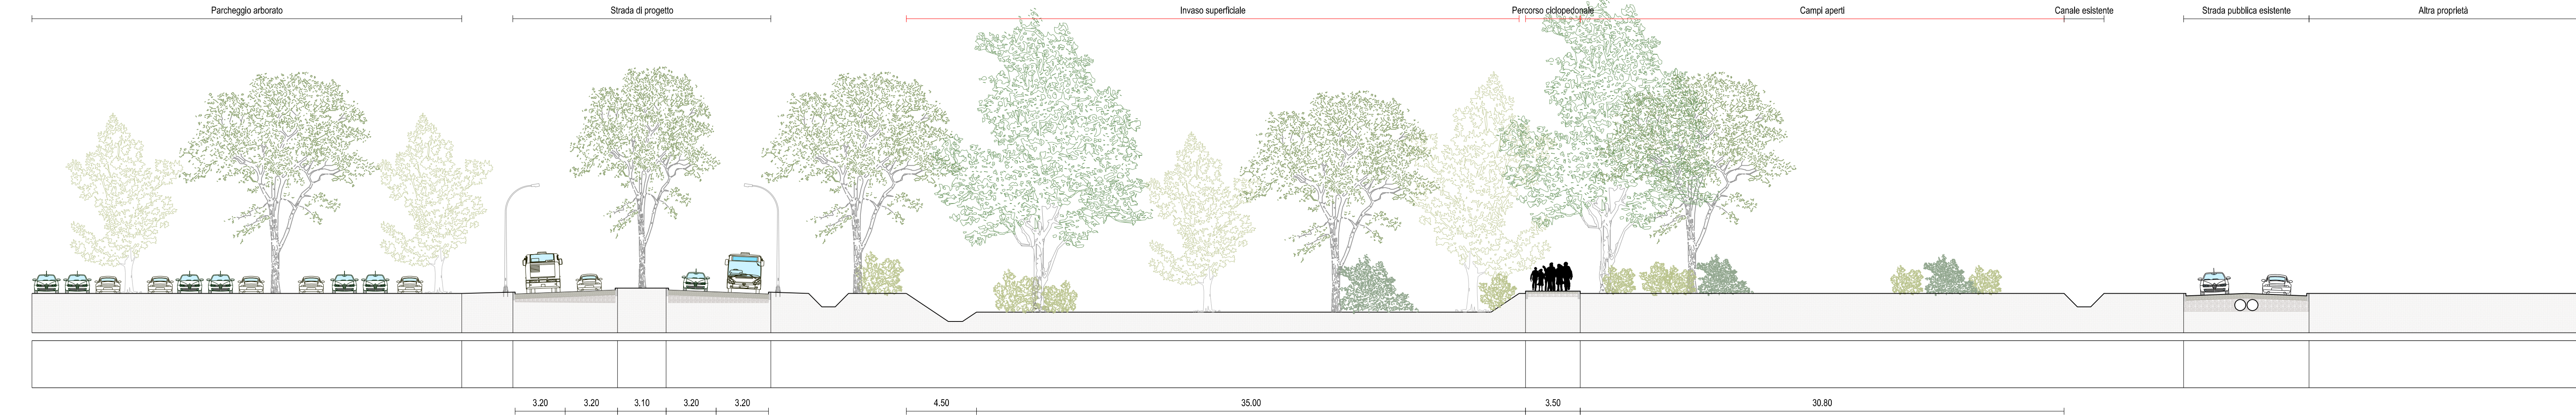 Parcheggio arborato
Strada di progetto
Invaso superficiale
Percorso ciclopedonale
Campi aperti
Canale esistente
Strada pubblica esistente
Altra proprietà
3.20 3.20 3.10 3.20 3.20 4.50 35.00 3.50 30.80